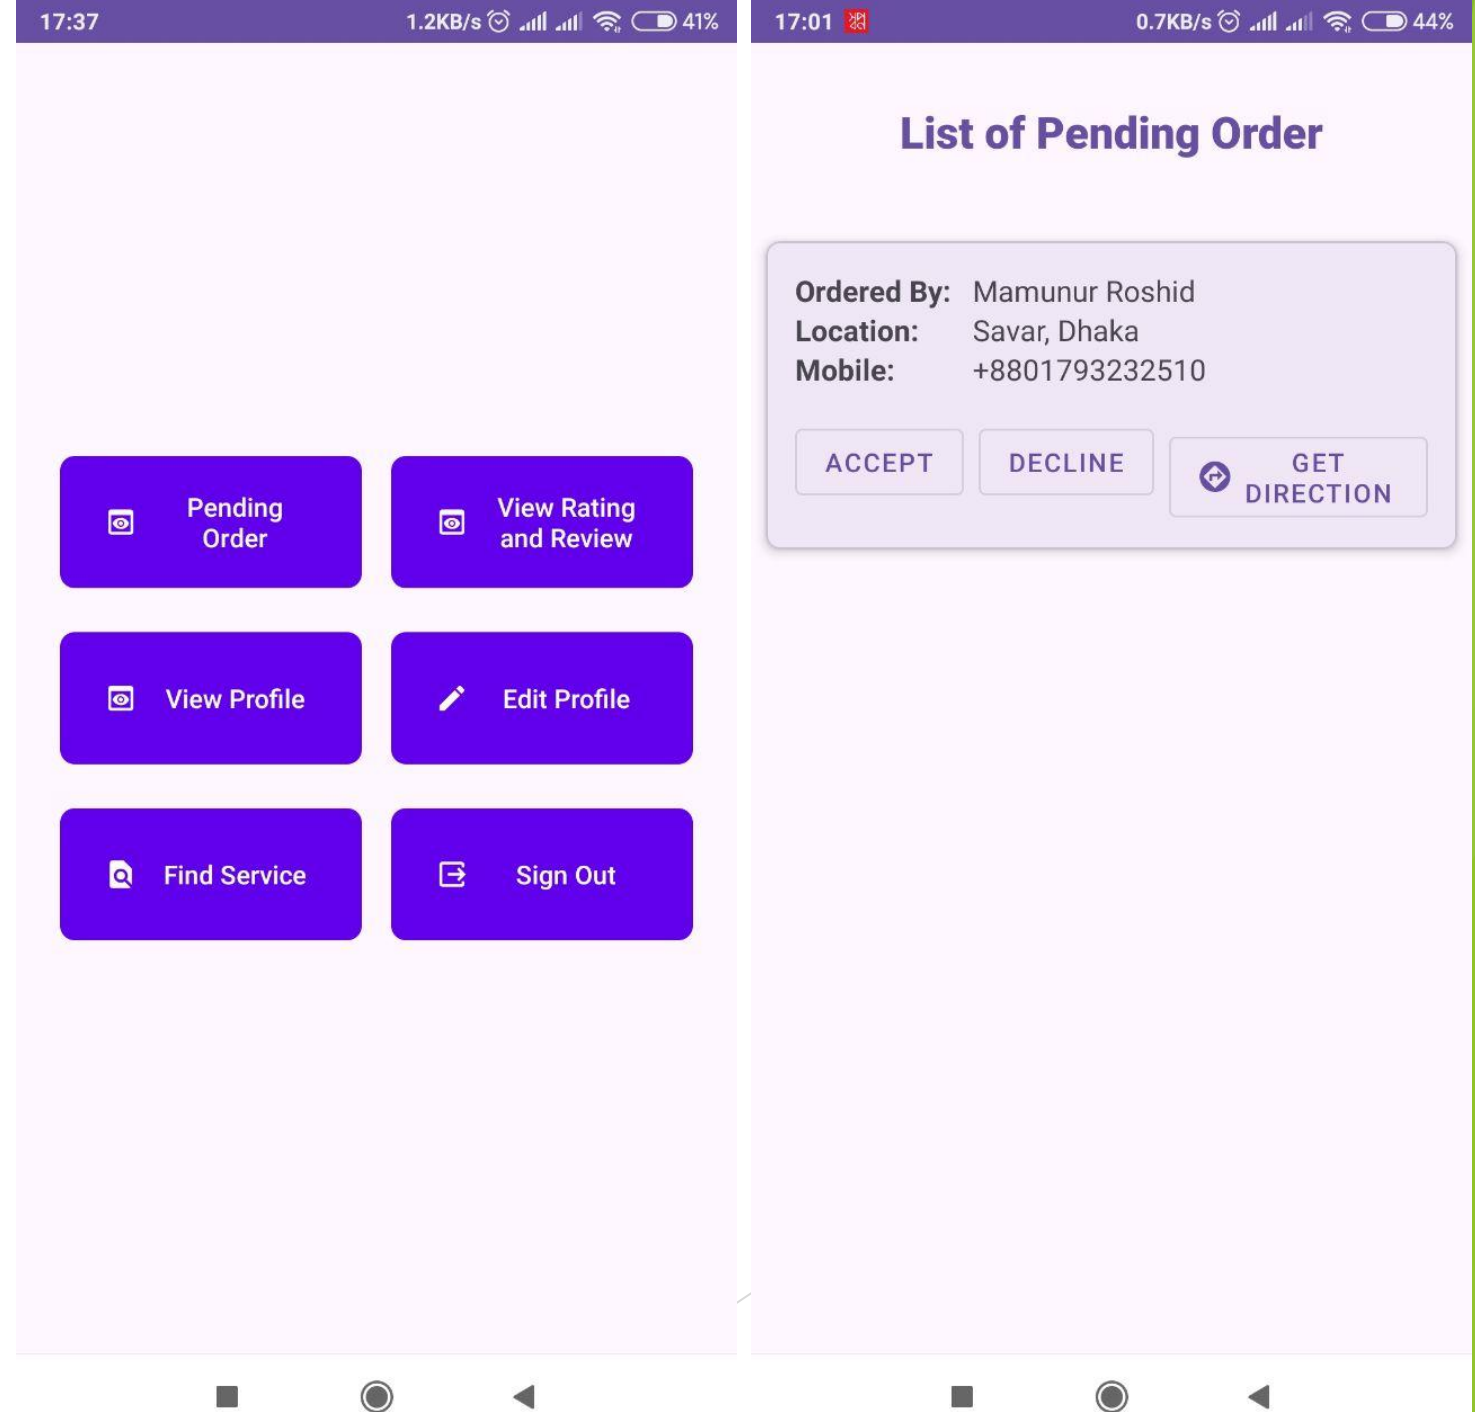 17:37
1.2KB/s
41%
Pending
Order
View Rating
and Review
View Profile
Edit Profile
Find Service
Sign Out
17:01
0.7KB/s
44%
List of Pending Order
Ordered By: Mamunur Roshid
Location: Savar, Dhaka
Mobile: +8801793232510
ACCEPT
DECLINE
GET
DIRECTION